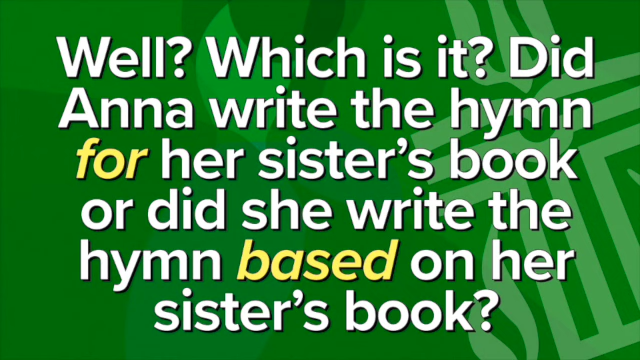 Well? Which is it? Did
Anna write the hymn
for her sister’s book
or did she write the
hymn based on her
sister’s book?